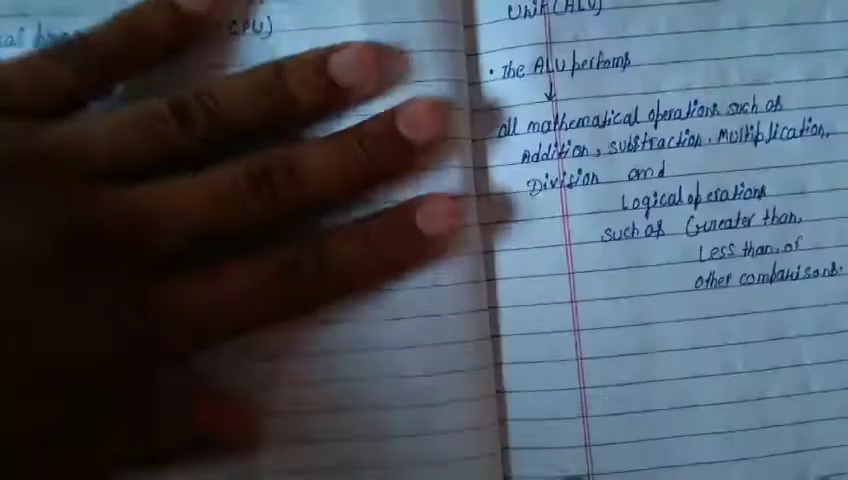 CPU)
Unit (ALU)
• The ALU performs
all mathematical operations such as
Addition, substraction, Multiplication,
Division and
Logical operations
such as Greater than,
Less than, or
other comparisons.